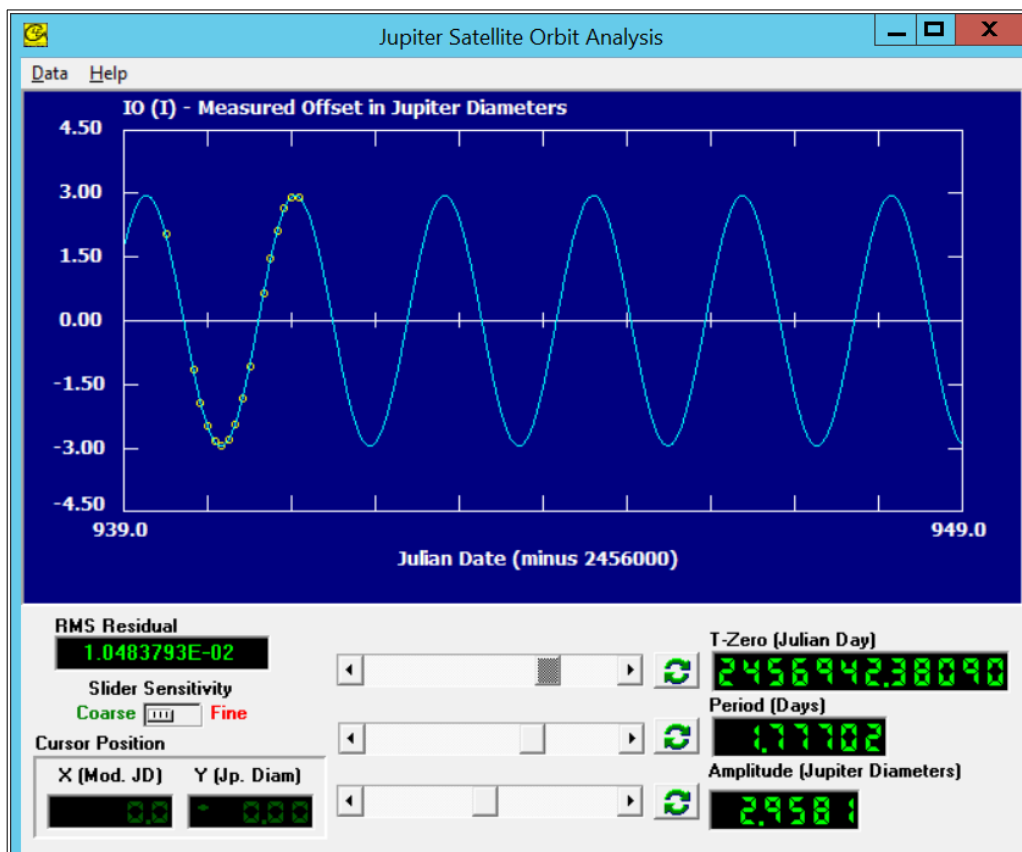 Jupiter Satellite Orbit Analysis
X
Data Help
IO (I) - Measured Offset in Jupiter Diameters
4.50
3.00
1.50
0.00
-1.50
-3.00
-4.50
939.0 949.0
Julian Date (minus 2456000)
RMS Residual
1.0483793E-02
Slider Sensitivity
Coarse Fine
Cursor Position
X (Mod. JD) Y (Jp. Diam)
0.0 - 0.00
T-Zero (Julian Day)
2456942.38090
Period (Days)
1.77702
Amplitude (Jupiter Diameters)
2.9581